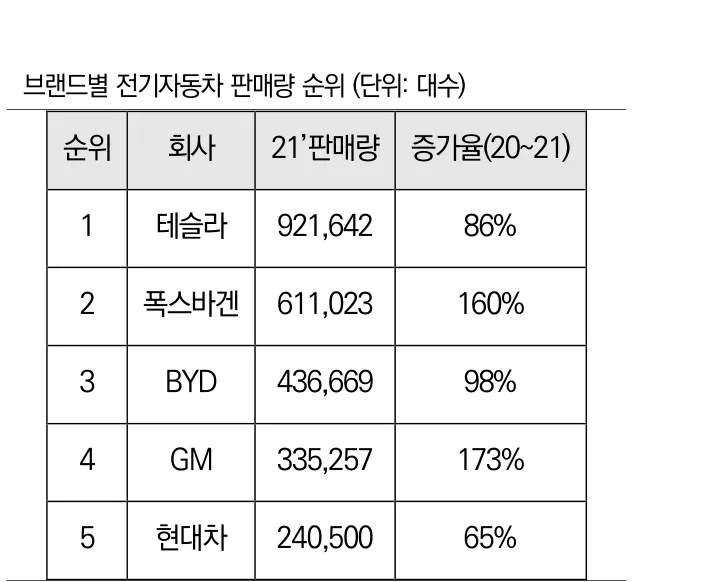 브랜드별 전기자동차 판매량 순위 (단위: 대수)
순위 회사 21’판매량 증가율(20~21)
1 테슬라 921,642 86%
2 폭스바겐 611,023 160%
3 BYD 436,669 98%
4 GM 335,257 173%
5 현대차 240,500 65%